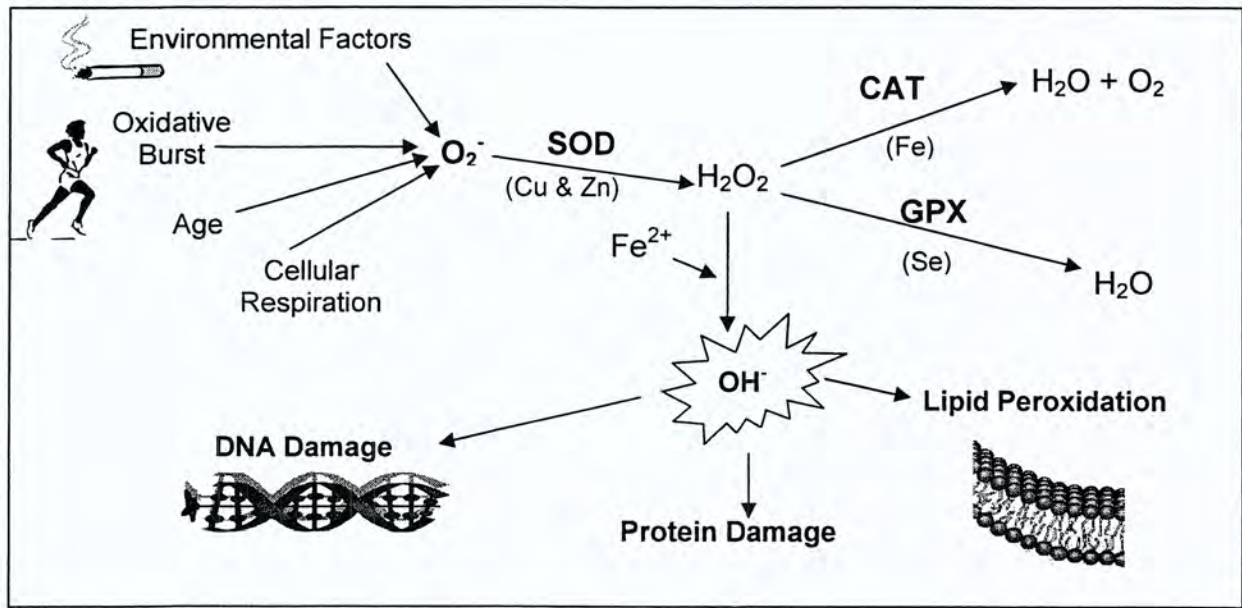 Environmental Factors
Oxidative
Burst
Age
Cellular
Respiration
O₂⁻
SOD
(Cu & Zn)
H₂O₂
CAT
(Fe)
H₂O + O₂
GPX
(Se)
H₂O
Fe²⁺
OH⁻
Lipid Peroxidation
DNA Damage
Protein Damage